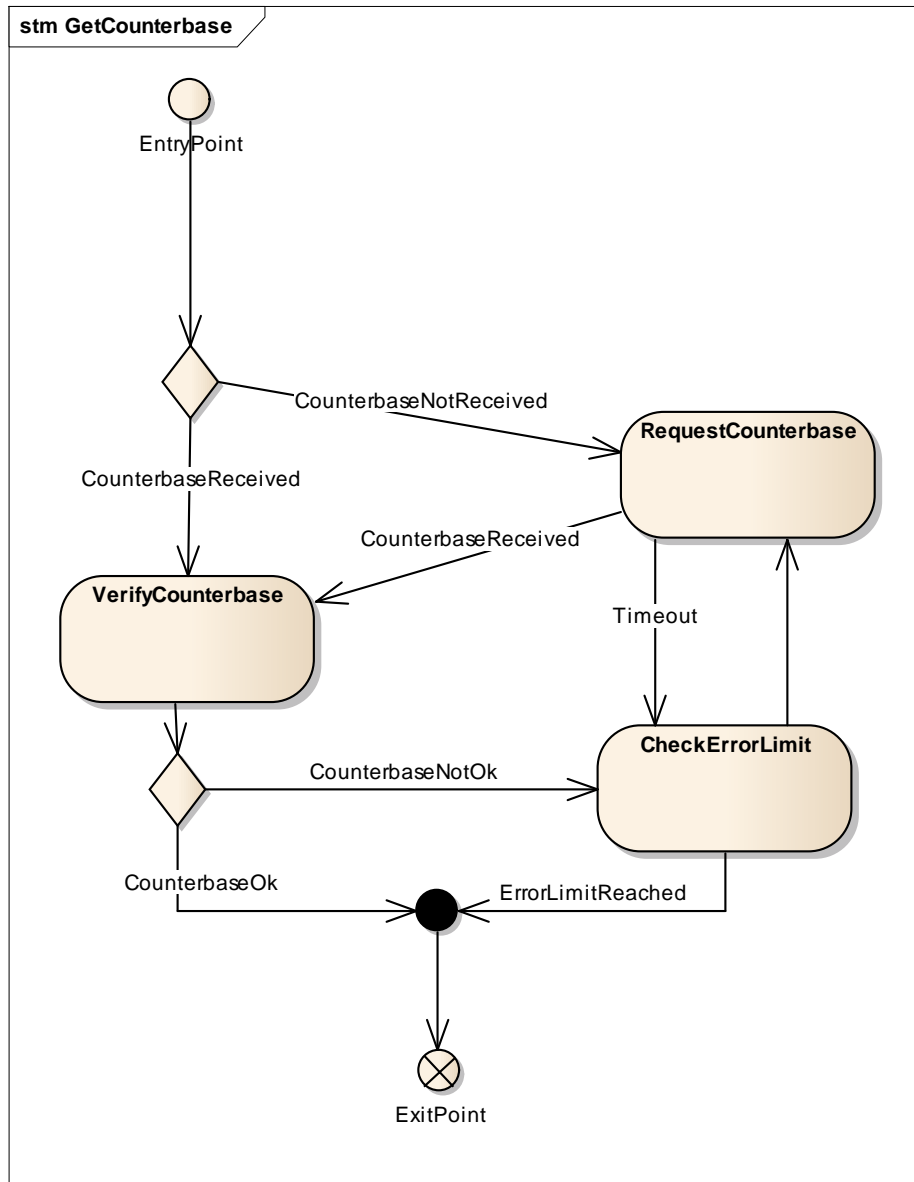 stm GetCounterbase
EntryPoint
CounterbaseNotReceived
RequestCounterbase
CounterbaseReceived
CounterbaseReceived
VerifyCounterbase
Timeout
CheckErrorLimit
CounterbaseNotOk
CounterbaseOk
ErrorLimitReached
ExitPoint